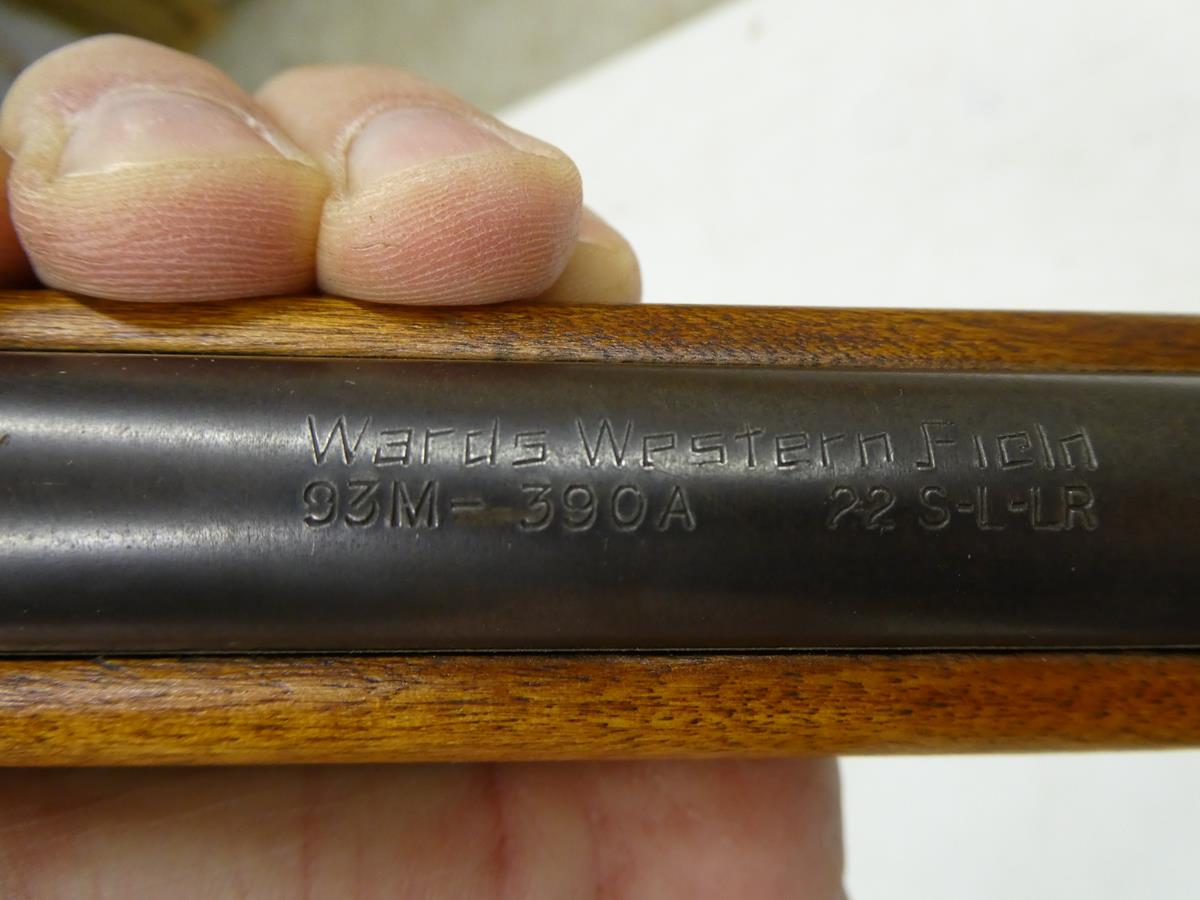 Wards Western Field
93M-390A 22 S-L-LR